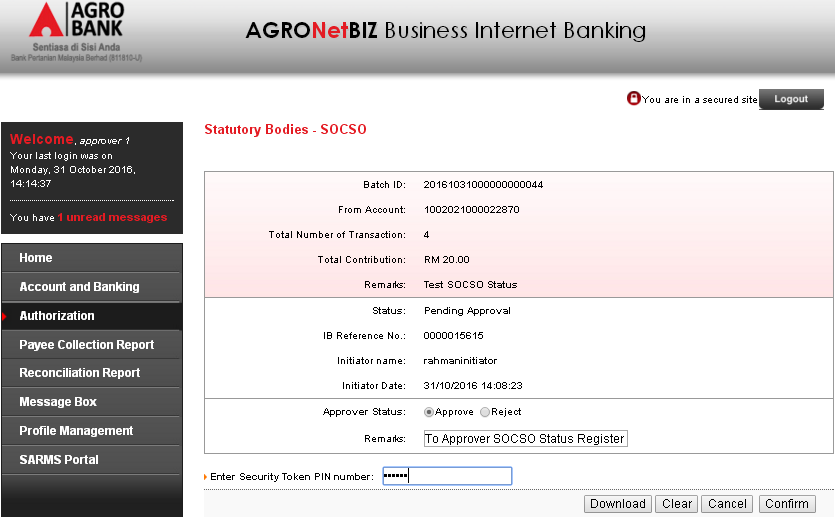 AGRO
BANK
Sentiasa di Sisi Anda
Bank Pertanian Malaysia Berhad (811810-U)
AGRONetBIZ Business Internet Banking
You are in a secured site
Logout
Welcome, approver 1
Your last login was on
Monday, 31 October 2016,
14:14:37
You have 1 unread messages
Home
Account and Banking
Authorization
Payee Collection Report
Reconciliation Report
Message Box
Profile Management
SARMS Portal
Statutory Bodies - SOCSO
Batch ID: 20161031000000000044
From Account: 1002021000022870
Total Number of Transaction: 4
Total Contribution: RM 20.00
Remarks: Test SOCSO Status
Status: Pending Approval
IB Reference No.: 0000015615
Initiator name: rahmaninitiator
Initiator Date: 31/10/2016 14:08:23
Approver Status: Approve Reject
Remarks: To Approver SOCSO Status Register
Enter Security Token PIN number: ••••••
Download Clear Cancel Confirm